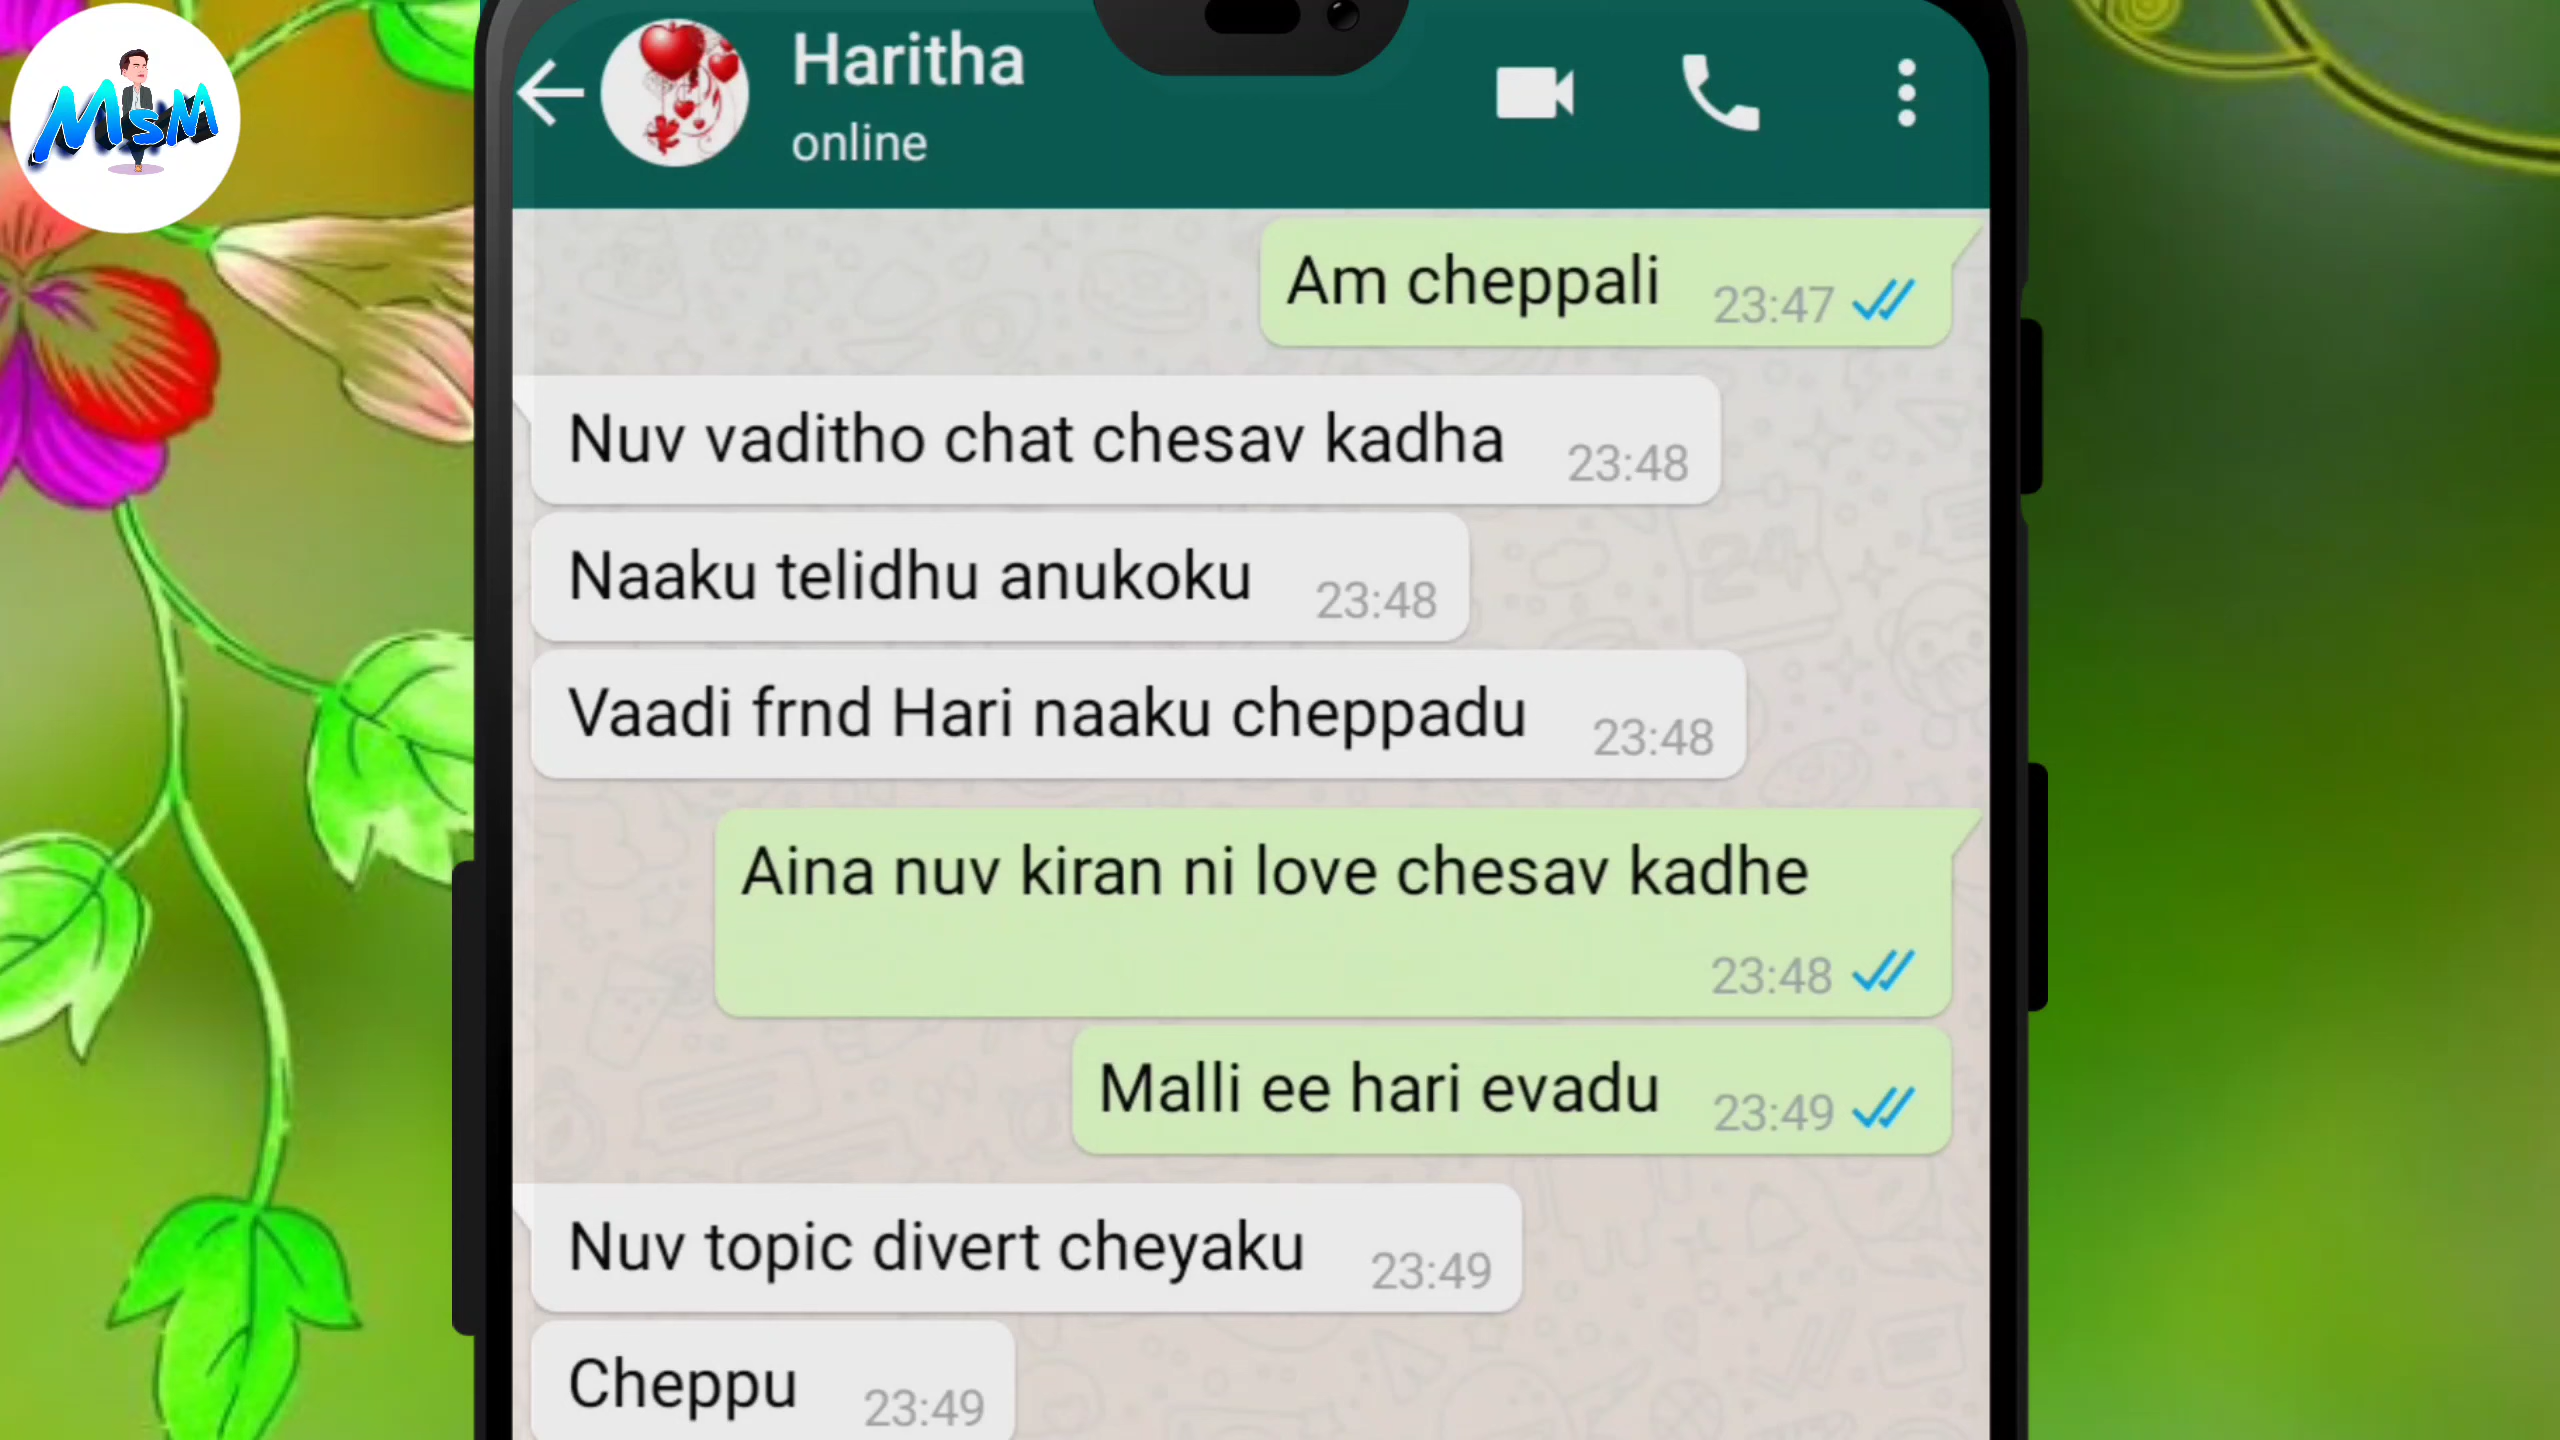 MSM
Haritha
online
Am cheppali 23:47
Nuv vaditho chat chesav kadha 23:48
Naaku telidhu anukoku 23:48
Vaadi frnd Hari naaku cheppadu 23:48
Aina nuv kiran ni love chesav kadhe
23:48
Malli ee hari evadu 23:49
Nuv topic divert cheyaku 23:49
Cheppu 23:49